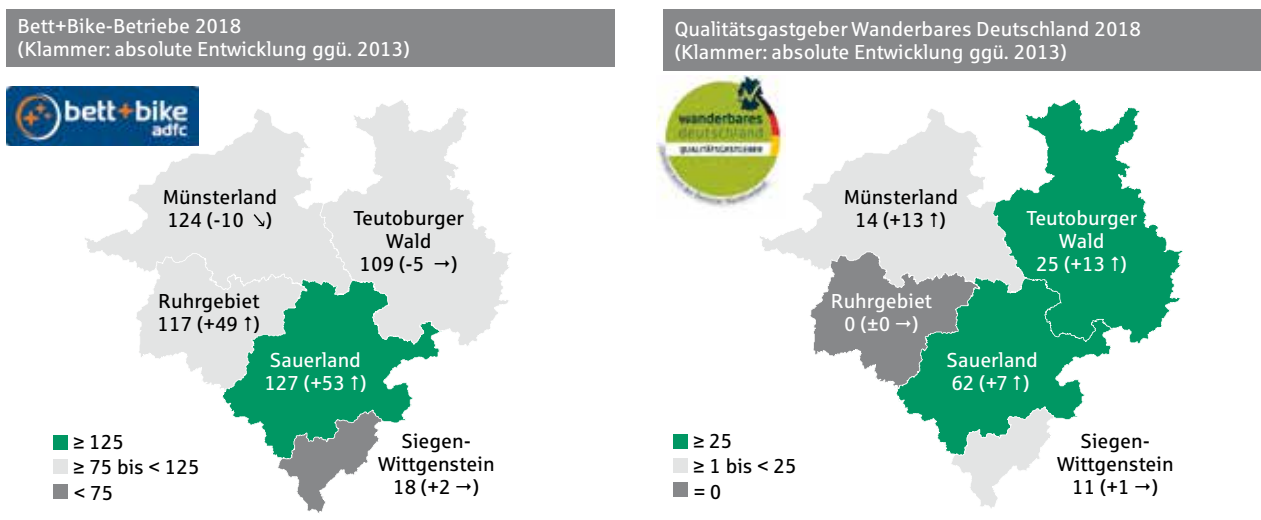 Bett+Bike-Betriebe 2018
(Klammer: absolute Entwicklung ggü. 2013)
bett+bike
adfc
Münsterland
124 (-10 ↘)
Teutoburger
Wald
109 (-5 →)
Ruhrgebiet
117 (+49 ↑)
Sauerland
127 (+53 ↑)
Siegen-
Wittgenstein
18 (+2 →)
≥ 125
≥ 75 bis < 125
< 75
Qualitätsgastgeber Wanderbares Deutschland 2018
(Klammer: absolute Entwicklung ggü. 2013)
wanderbares
deutschland
QUALITÄTSGASTGEBER
Münsterland
14 (+13 ↑)
Teutoburger
Wald
25 (+13 ↑)
Ruhrgebiet
0 (±0 →)
Sauerland
62 (+7 ↑)
Siegen-
Wittgenstein
11 (+1 →)
≥ 25
≥ 1 bis < 25
= 0